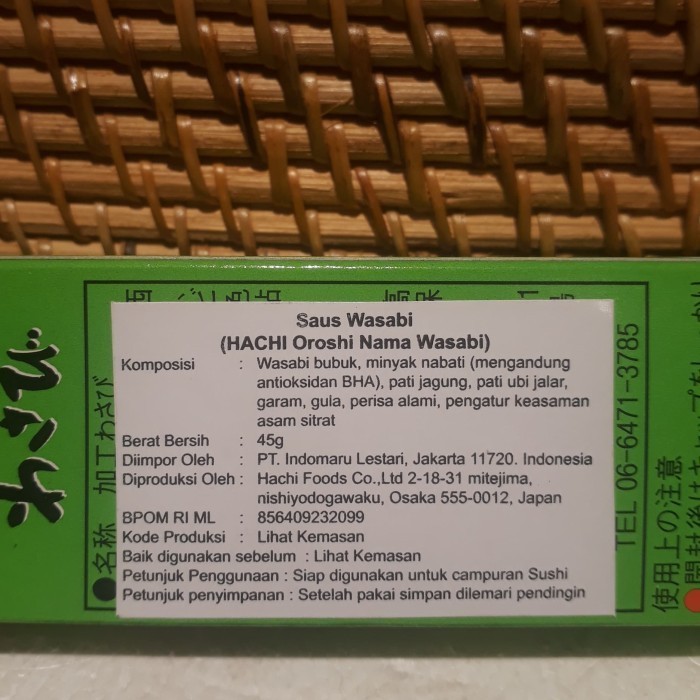 Saus Wasabi
(HACHI Oroshi Nama Wasabi)
Komposisi : Wasabi bubuk, minyak nabati (mengandung
antioksidan BHA), pati jagung, pati ubi jalar,
garam, gula, perisa alami, pengatur keasaman
asam sitrat
Berat Bersih : 45g
Diimpor Oleh : PT. Indomaru Lestari, Jakarta 11720. Indonesia
Diproduksi Oleh : Hachi Foods Co.,Ltd 2-18-31 mitejima,
nishiyodogawaku, Osaka 555-0012, Japan
BPOM RI ML : 856409232099
Kode Produksi : Lihat Kemasan
Baik digunakan sebelum : Lihat Kemasan
Petunjuk Penggunaan : Siap digunakan untuk campuran Sushi
Petunjuk penyimpanan : Setelah pakai simpan dilemari pendingin
わさび
●名称 加工わさび
TEL 06-6471-3785
使用上の注意
●開封後は